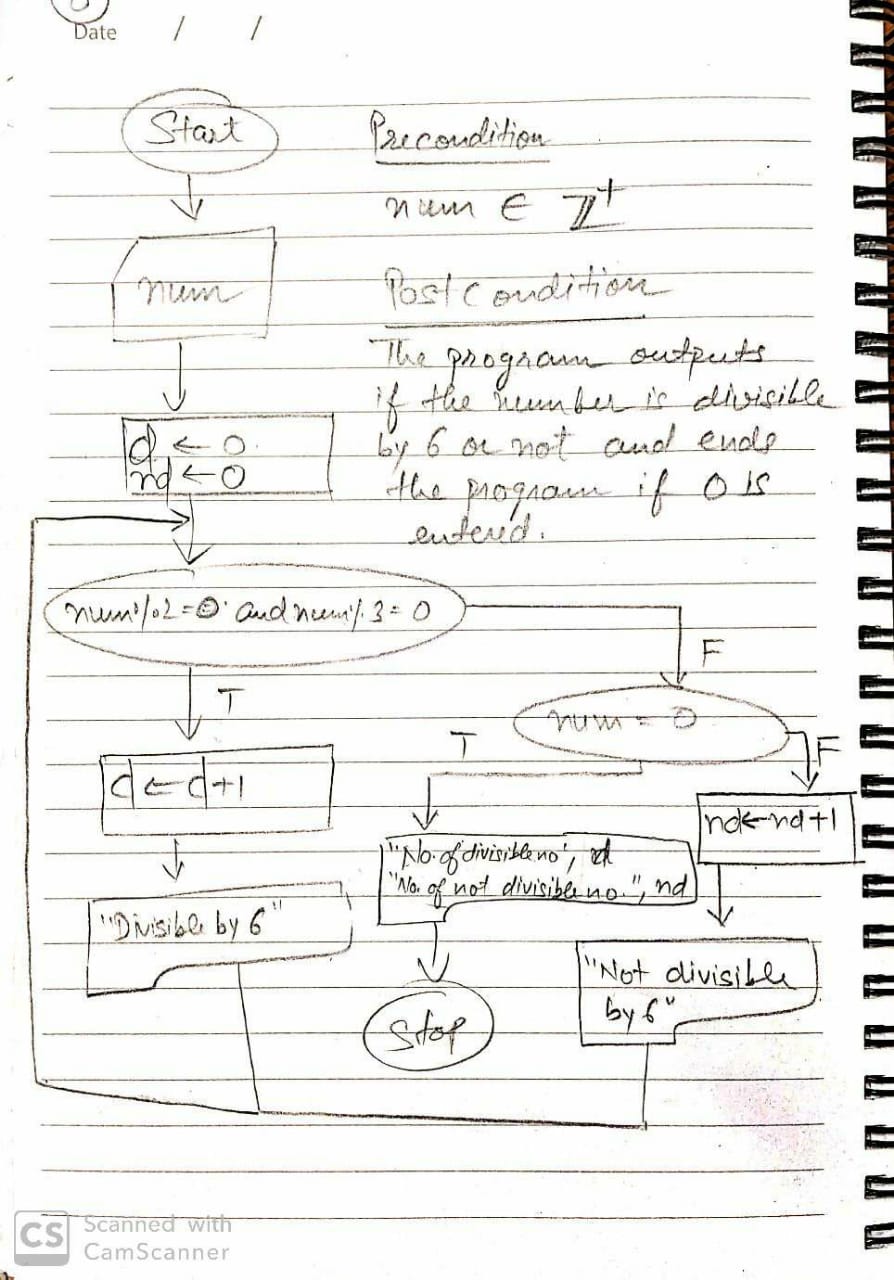 Date / /
Start
Precondition
num ∈ Z⁺
num
Postcondition
The program outputs
if the number is divisible
by 6 or not and ends
the program if 0 is
entered.
d ← 0
nd ← 0
num%2=0 and num%3=0
F
T
num = 0
T
F
d ← d+1
nd ← nd+1
"No. of divisible no", d
"No. of not divisible no.", nd
"Divisible by 6"
"Not divisible
by 6"
Stop
CS
Scanned with
CamScanner